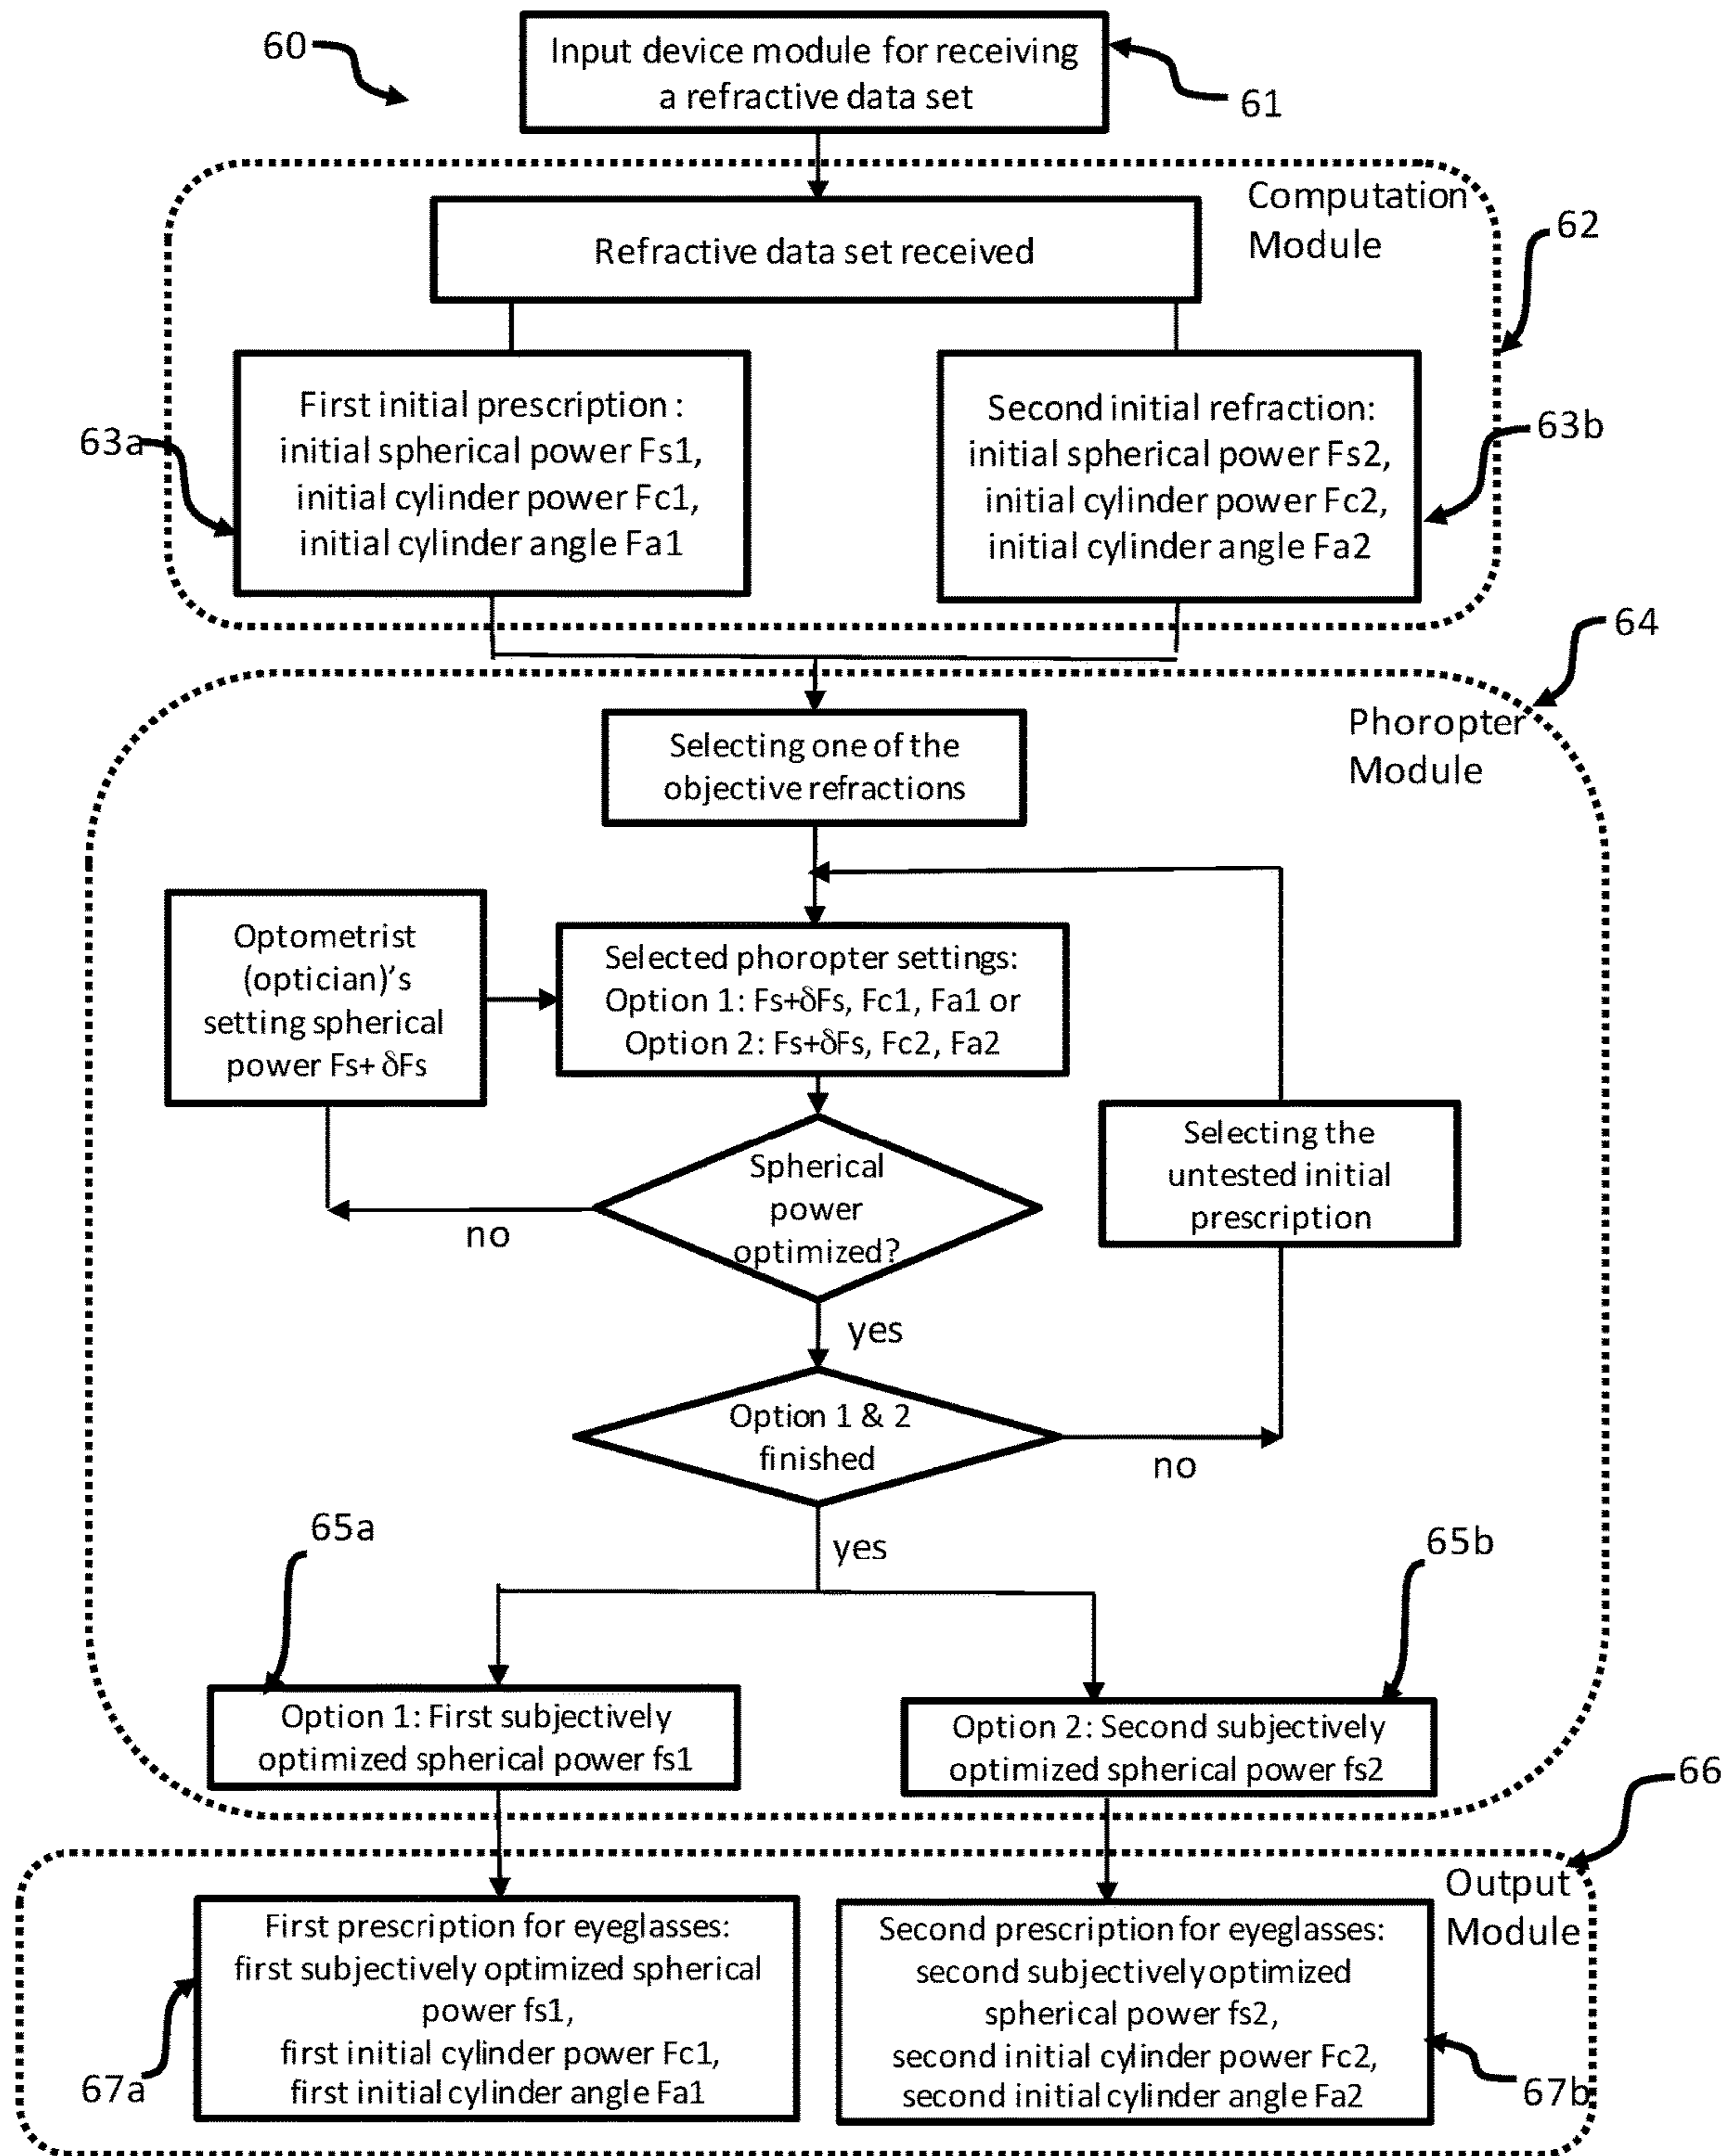 60
Input device module for receiving
a refractive data set
61
Computation
Module
62
Refractive data set received
63a
First initial prescription :
initial spherical power Fs1,
initial cylinder power Fc1,
initial cylinder angle Fa1
Second initial refraction:
initial spherical power Fs2,
initial cylinder power Fc2,
initial cylinder angle Fa2
63b
64
Phoropter
Module
Selecting one of the
objective refractions
Optometrist
(optician)'s
setting spherical
power Fs+ δFs
Selected phoropter settings:
Option 1: Fs+δFs, Fc1, Fa1 or
Option 2: Fs+δFs, Fc2, Fa2
Selecting the
untested initial
prescription
Spherical
power
optimized?
no
yes
Option 1 & 2
finished
no
yes
65a
65b
Option 1: First subjectively
optimized spherical power fs1
Option 2: Second subjectively
optimized spherical power fs2
66
Output
Module
First prescription for eyeglasses:
first subjectively optimized spherical
power fs1,
first initial cylinder power Fc1,
first initial cylinder angle Fa1
67a
Second prescription for eyeglasses:
second subjectively optimized
spherical power fs2,
second initial cylinder power Fc2,
second initial cylinder angle Fa2
67b